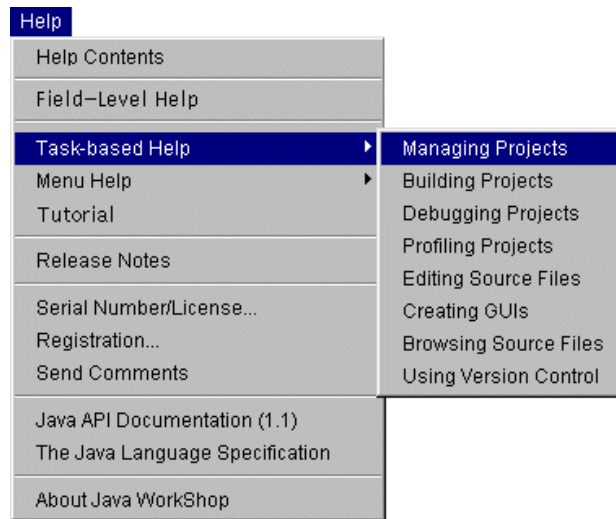 Help
Help Contents
Field-Level Help
Task-based Help
Menu Help
Tutorial
Release Notes
Serial Number/License...
Registration...
Send Comments
Java API Documentation (1.1)
The Java Language Specification
About Java WorkShop
Managing Projects
Building Projects
Debugging Projects
Profiling Projects
Editing Source Files
Creating GUIs
Browsing Source Files
Using Version Control